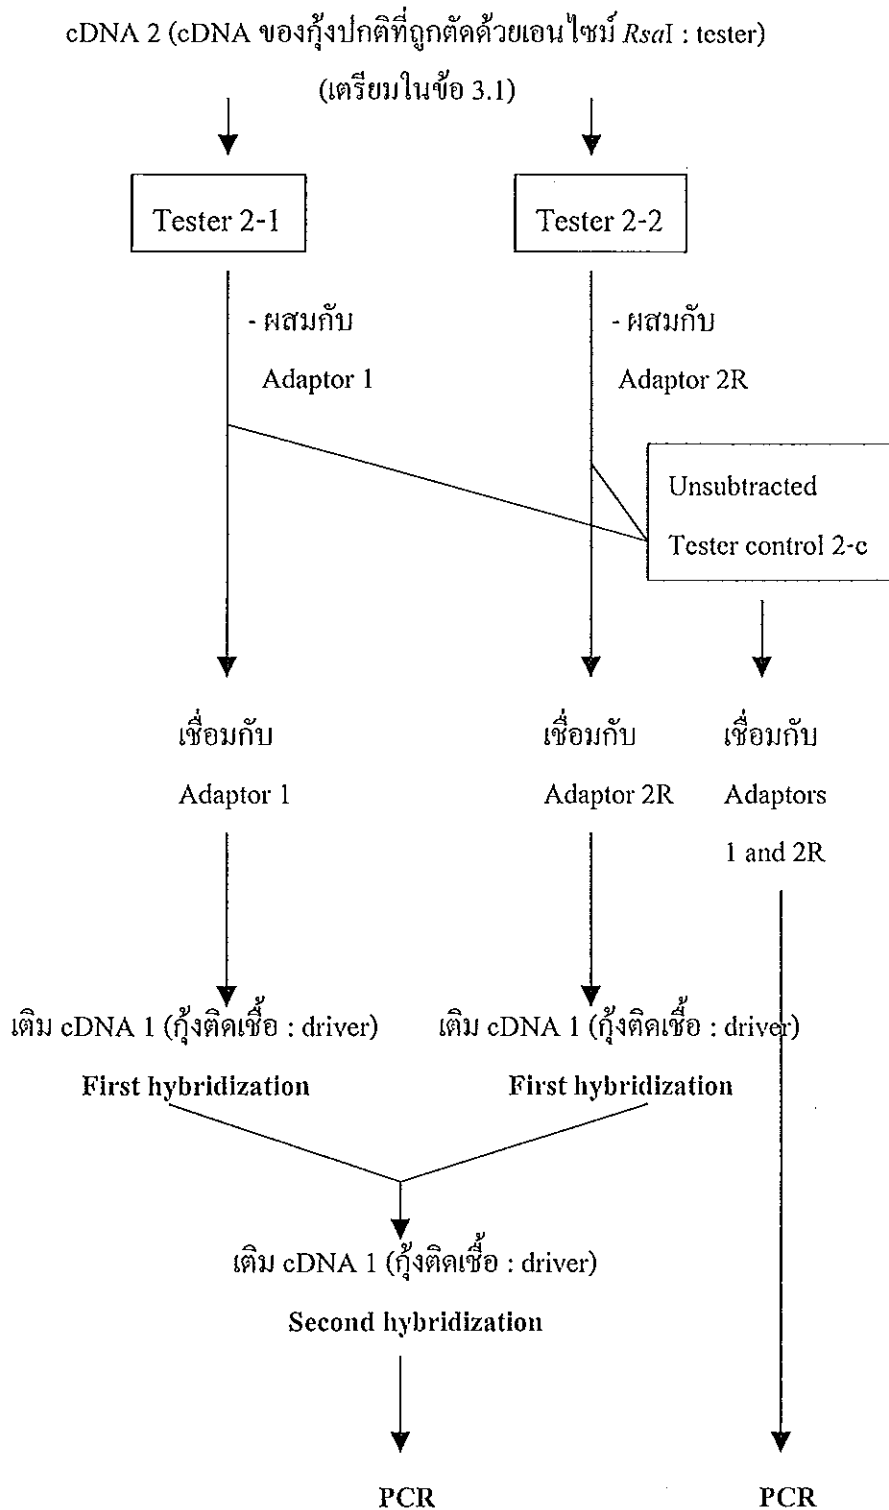 cDNA 2 (cDNA ของกุ้งปกติที่ถูกตัดด้วยเอนไซม์ RsaI : tester)
(เตรียมในข้อ 3.1)
Tester 2-1
Tester 2-2
- ผสมกับ
Adaptor 1
- ผสมกับ
Adaptor 2R
Unsubtracted
Tester control 2-c
เชื่อมกับ
Adaptor 1
เชื่อมกับ
Adaptor 2R
เชื่อมกับ
Adaptors
1 and 2R
เติม cDNA 1 (กุ้งติดเชื้อ : driver)
First hybridization
เติม cDNA 1 (กุ้งติดเชื้อ : driver)
First hybridization
เติม cDNA 1 (กุ้งติดเชื้อ : driver)
Second hybridization
PCR
PCR